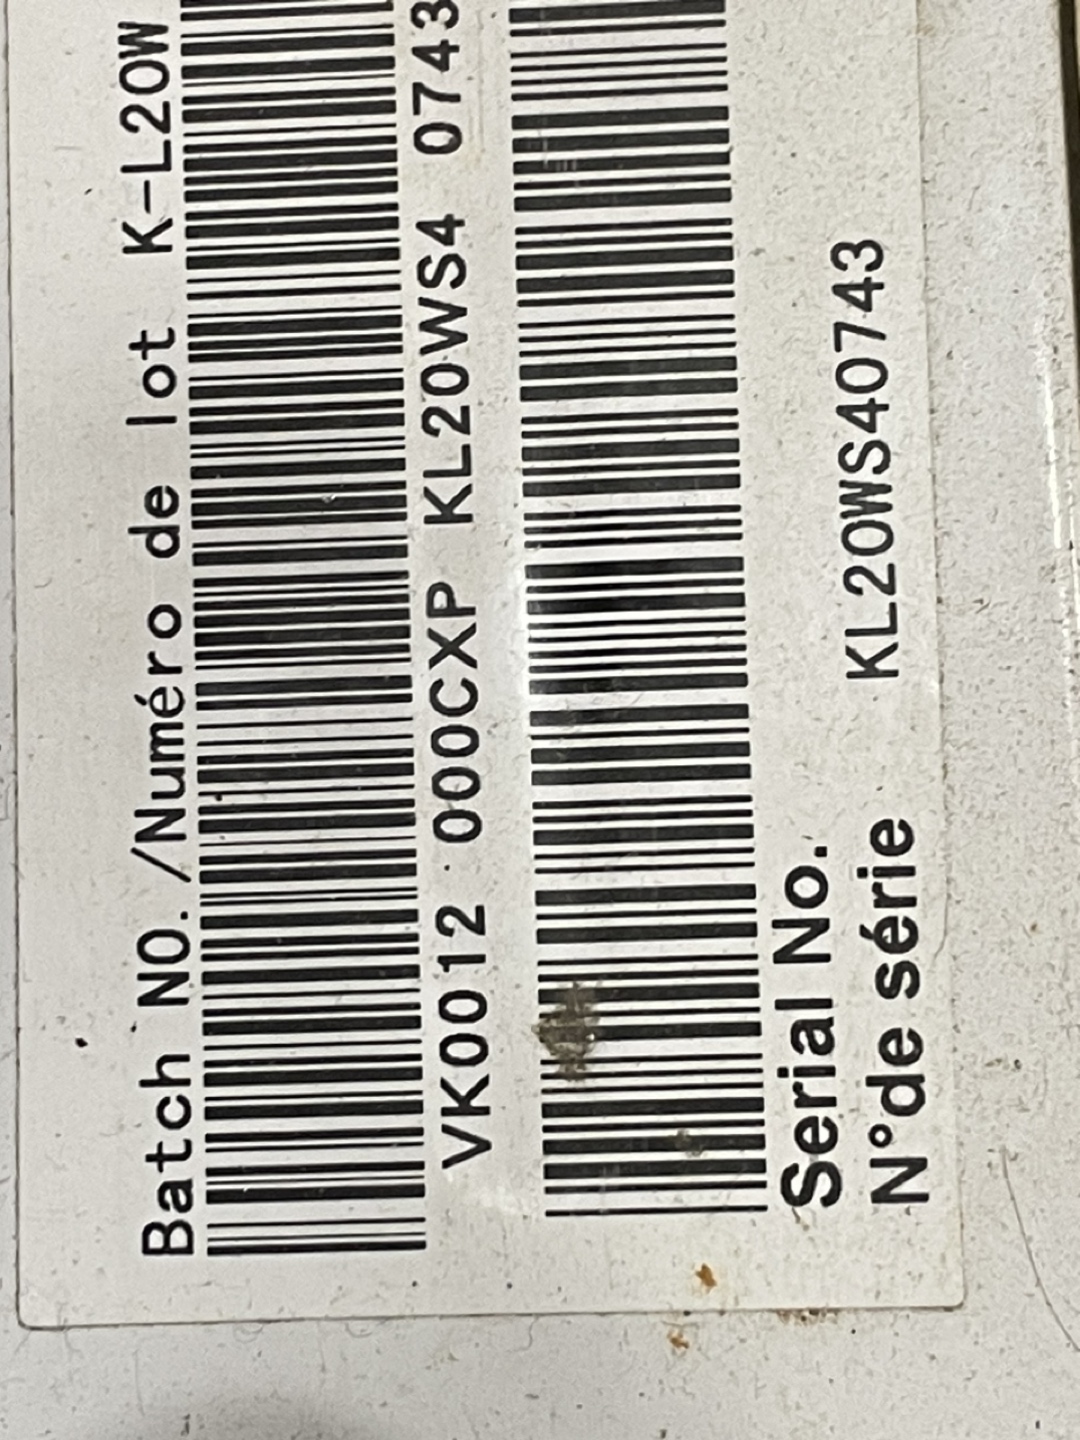 Batch NO./Numéro de lot K-L20W
VK0012 000CXP KL20WS4 0743
Serial No.
N°de série KL20WS40743